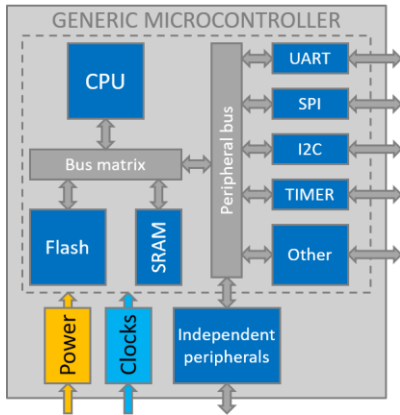 GENERIC MICROCONTROLLER
CPU
Bus matrix
Flash
SRAM
Peripheral bus
UART
SPI
I2C
TIMER
Other
Power
Clocks
Independent
peripherals